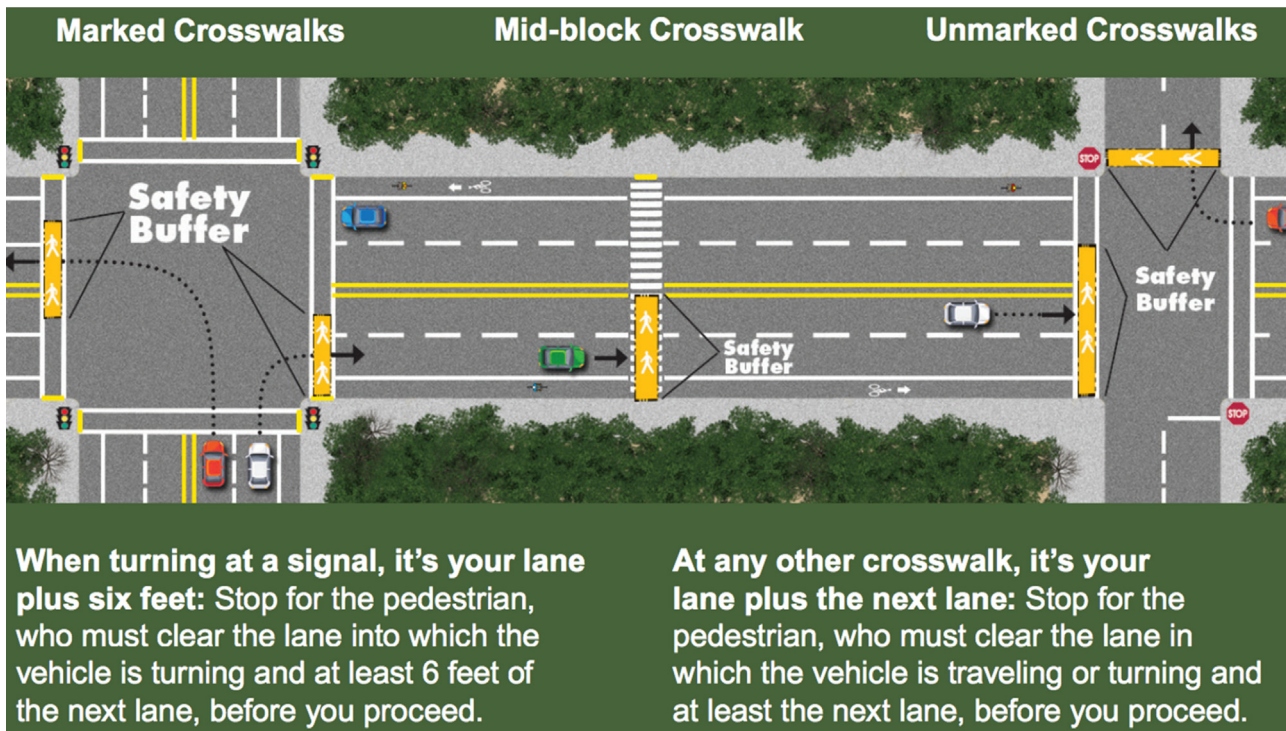 Marked Crosswalks
Mid-block Crosswalk
Unmarked Crosswalks
Safety
Buffer
STOP
Safety
Buffer
Safety
Buffer
STOP
When turning at a signal, it’s your lane
plus six feet: Stop for the pedestrian,
who must clear the lane into which the
vehicle is turning and at least 6 feet of
the next lane, before you proceed.
At any other crosswalk, it’s your
lane plus the next lane: Stop for the
pedestrian, who must clear the lane in
which the vehicle is traveling or turning and
at least the next lane, before you proceed.